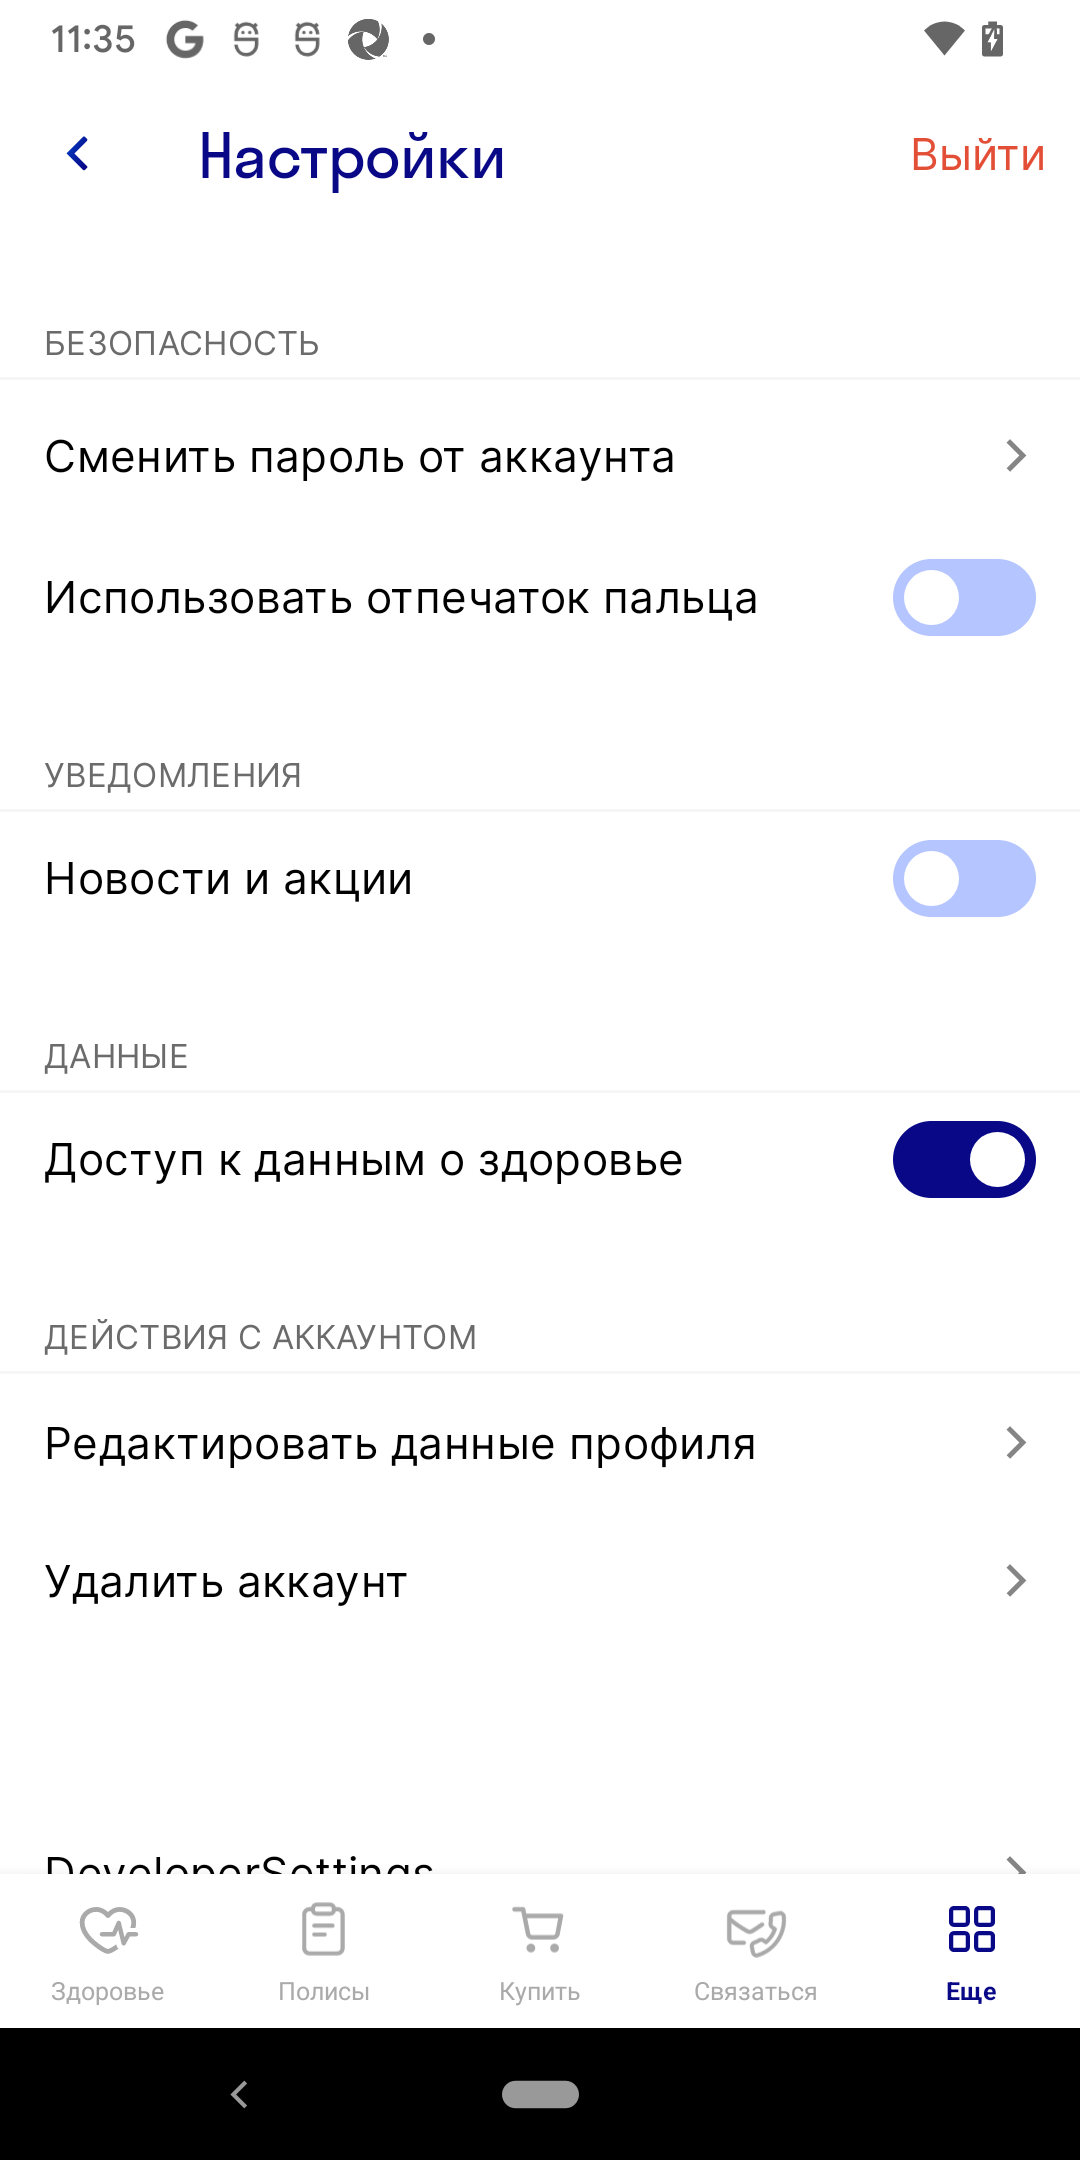 11:35
Настройки
Выйти
БЕЗОПАСНОСТЬ
Сменить пароль от аккаунта
Использовать отпечаток пальца
УВЕДОМЛЕНИЯ
Новости и акции
ДАННЫЕ
Доступ к данным о здоровье
ДЕЙСТВИЯ С АККАУНТОМ
Редактировать данные профиля
Удалить аккаунт
DeveloperSettings
Здоровье
Полисы
Купить
Связаться
Еще